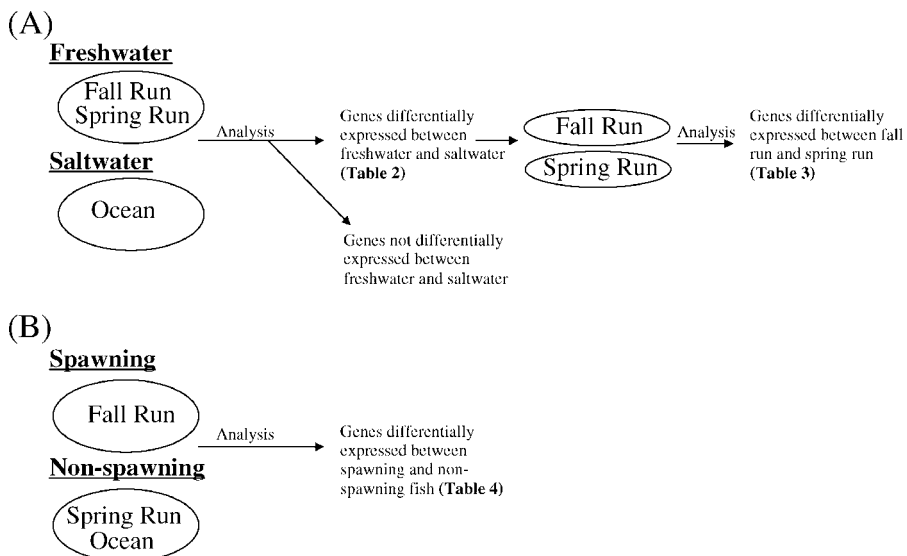 (A)
Freshwater
Fall Run
Spring Run
Saltwater
Ocean
Analysis
Genes differentially
expressed between
freshwater and saltwater
(Table 2)
Genes not differentially
expressed between
freshwater and saltwater
Fall Run
Spring Run
Analysis
Genes differentially
expressed between fall
run and spring run
(Table 3)
(B)
Spawning
Fall Run
Non-spawning
Spring Run
Ocean
Analysis
Genes differentially
expressed between
spawning and non-
spawning fish (Table 4)